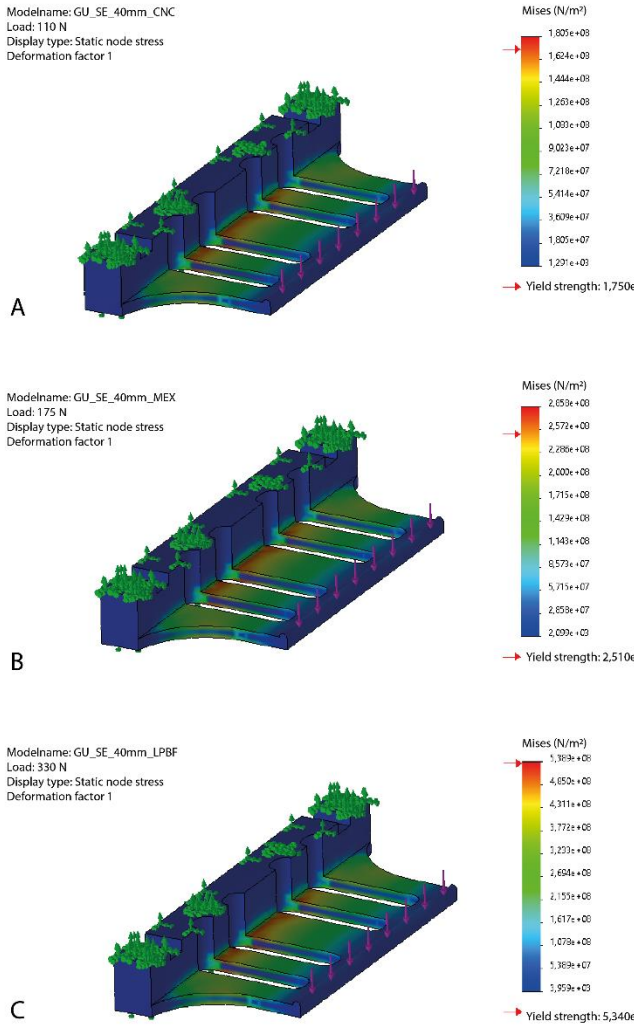 Modelname: GU_SE_40mm_CNC
Load: 110 N
Display type: Static node stress
Deformation factor 1
Mises (N/m²)
1,805e+08
1,624e+08
1,444e+08
1,263e+08
1,083e+08
9,023e+07
7,218e+07
5,414e+07
3,609e+07
1,805e+07
1,291e+03
Yield strength: 1,750e
A
Modelname: GU_SE_40mm_MEX
Load: 175 N
Display type: Static node stress
Deformation factor 1
Mises (N/m²)
2,858e+08
2,572e+08
2,286e+08
2,000e+08
1,715e+08
1,429e+08
1,143e+08
8,573e+07
5,715e+07
2,858e+07
2,099e+03
Yield strength: 2,510e
B
Modelname: GU_SE_40mm_LPBF
Load: 330 N
Display type: Static node stress
Deformation factor 1
Mises (N/m²)
5,389e+08
4,850e+08
4,311e+08
3,772e+08
3,233e+08
2,694e+08
2,155e+08
1,617e+08
1,078e+08
5,389e+07
3,959e+03
Yield strength: 5,340e
C